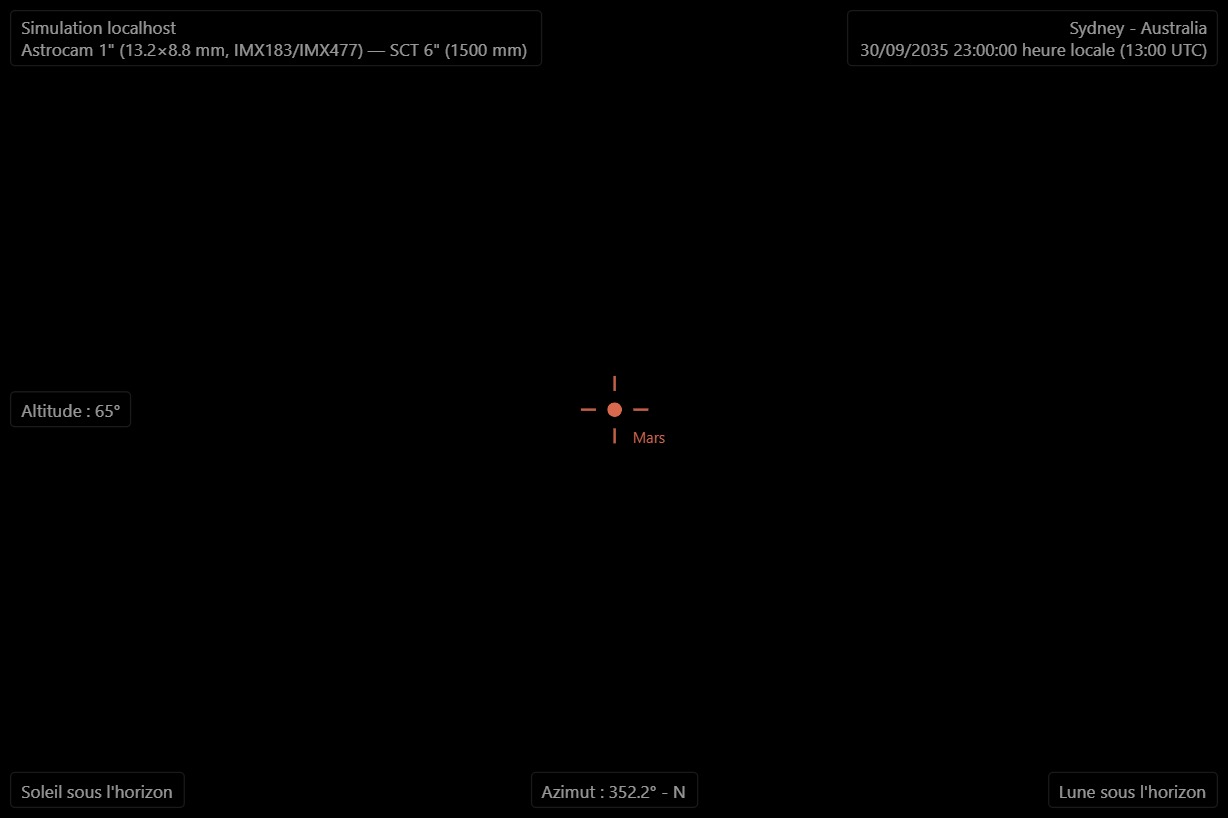 Simulation localhost
Astrocam 1" (13.2×8.8 mm, IMX183/IMX477) — SCT 6" (1500 mm)
Sydney - Australia
30/09/2035 23:00:00 heure locale (13:00 UTC)
Altitude : 65°
Mars
Soleil sous l'horizon
Azimut : 352.2° - N
Lune sous l'horizon